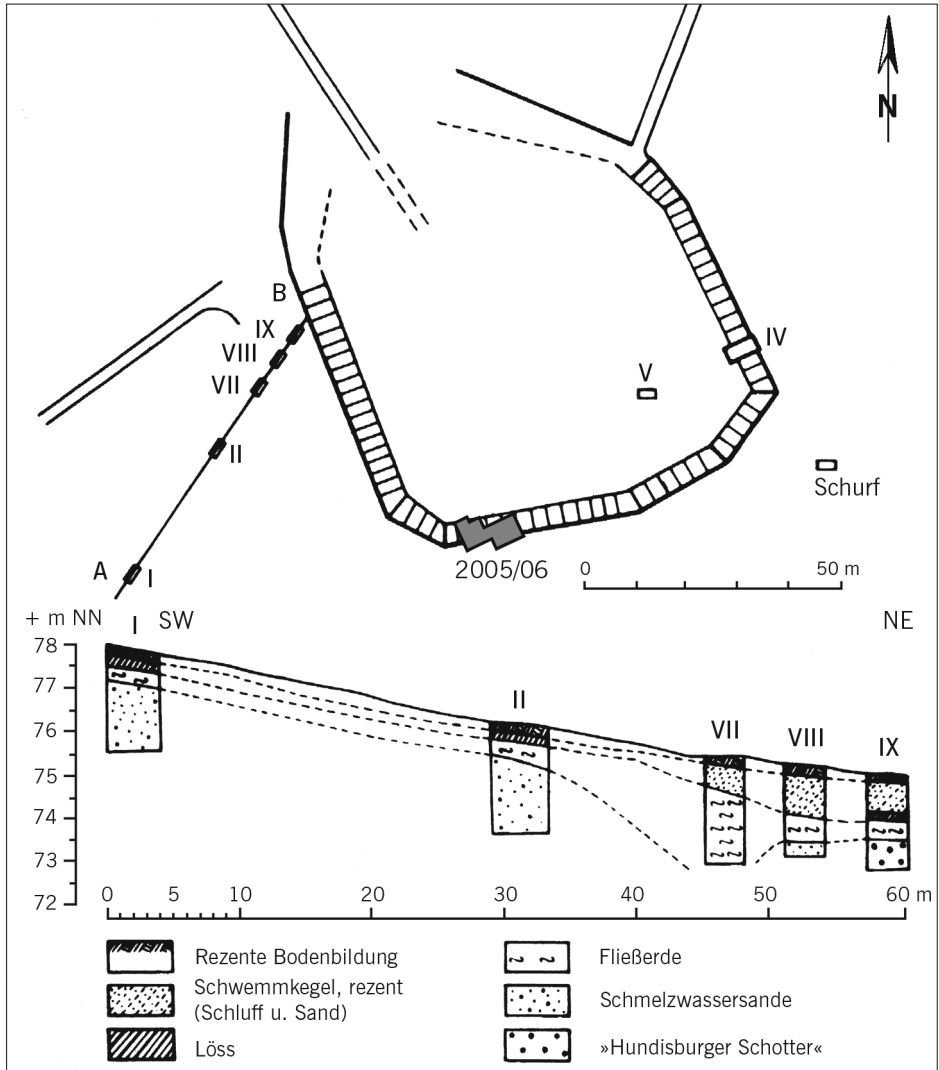 N
B
IX
VIII
VII
II
A
I
IV
V
Schurf
2005/06
0 50 m
+ m NN
I SW NE
78
77
76
75
74
73
72
II
VII
VIII
IX
0 5 10 20 30 40 50 60 m
Rezente Bodenbildung
Schwemmkegel, rezent
(Schluff u. Sand)
Löss
Fließerde
Schmelzwassersande
»Hundisburger Schotter«